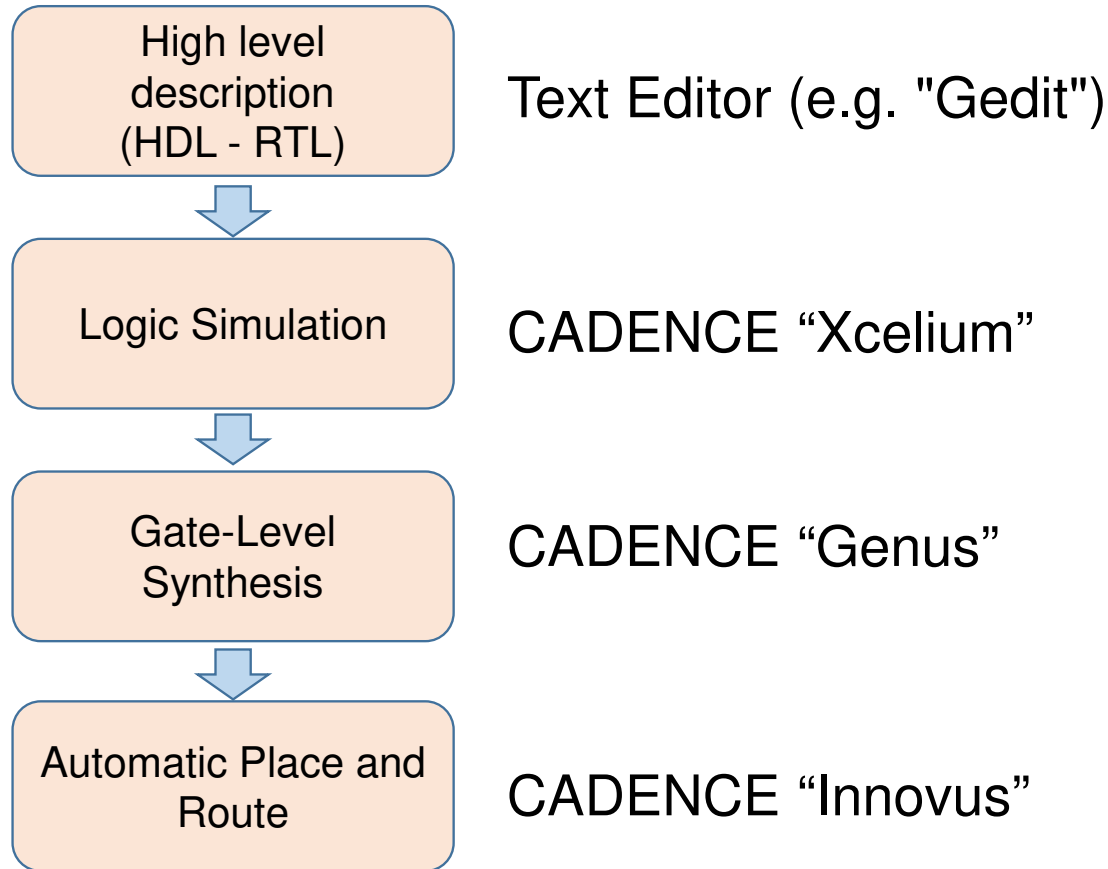 High level
description
(HDL - RTL)
Text Editor (e.g. "Gedit")
Logic Simulation
CADENCE “Xcelium”
Gate-Level
Synthesis
CADENCE “Genus”
Automatic Place and
Route
CADENCE “Innovus”